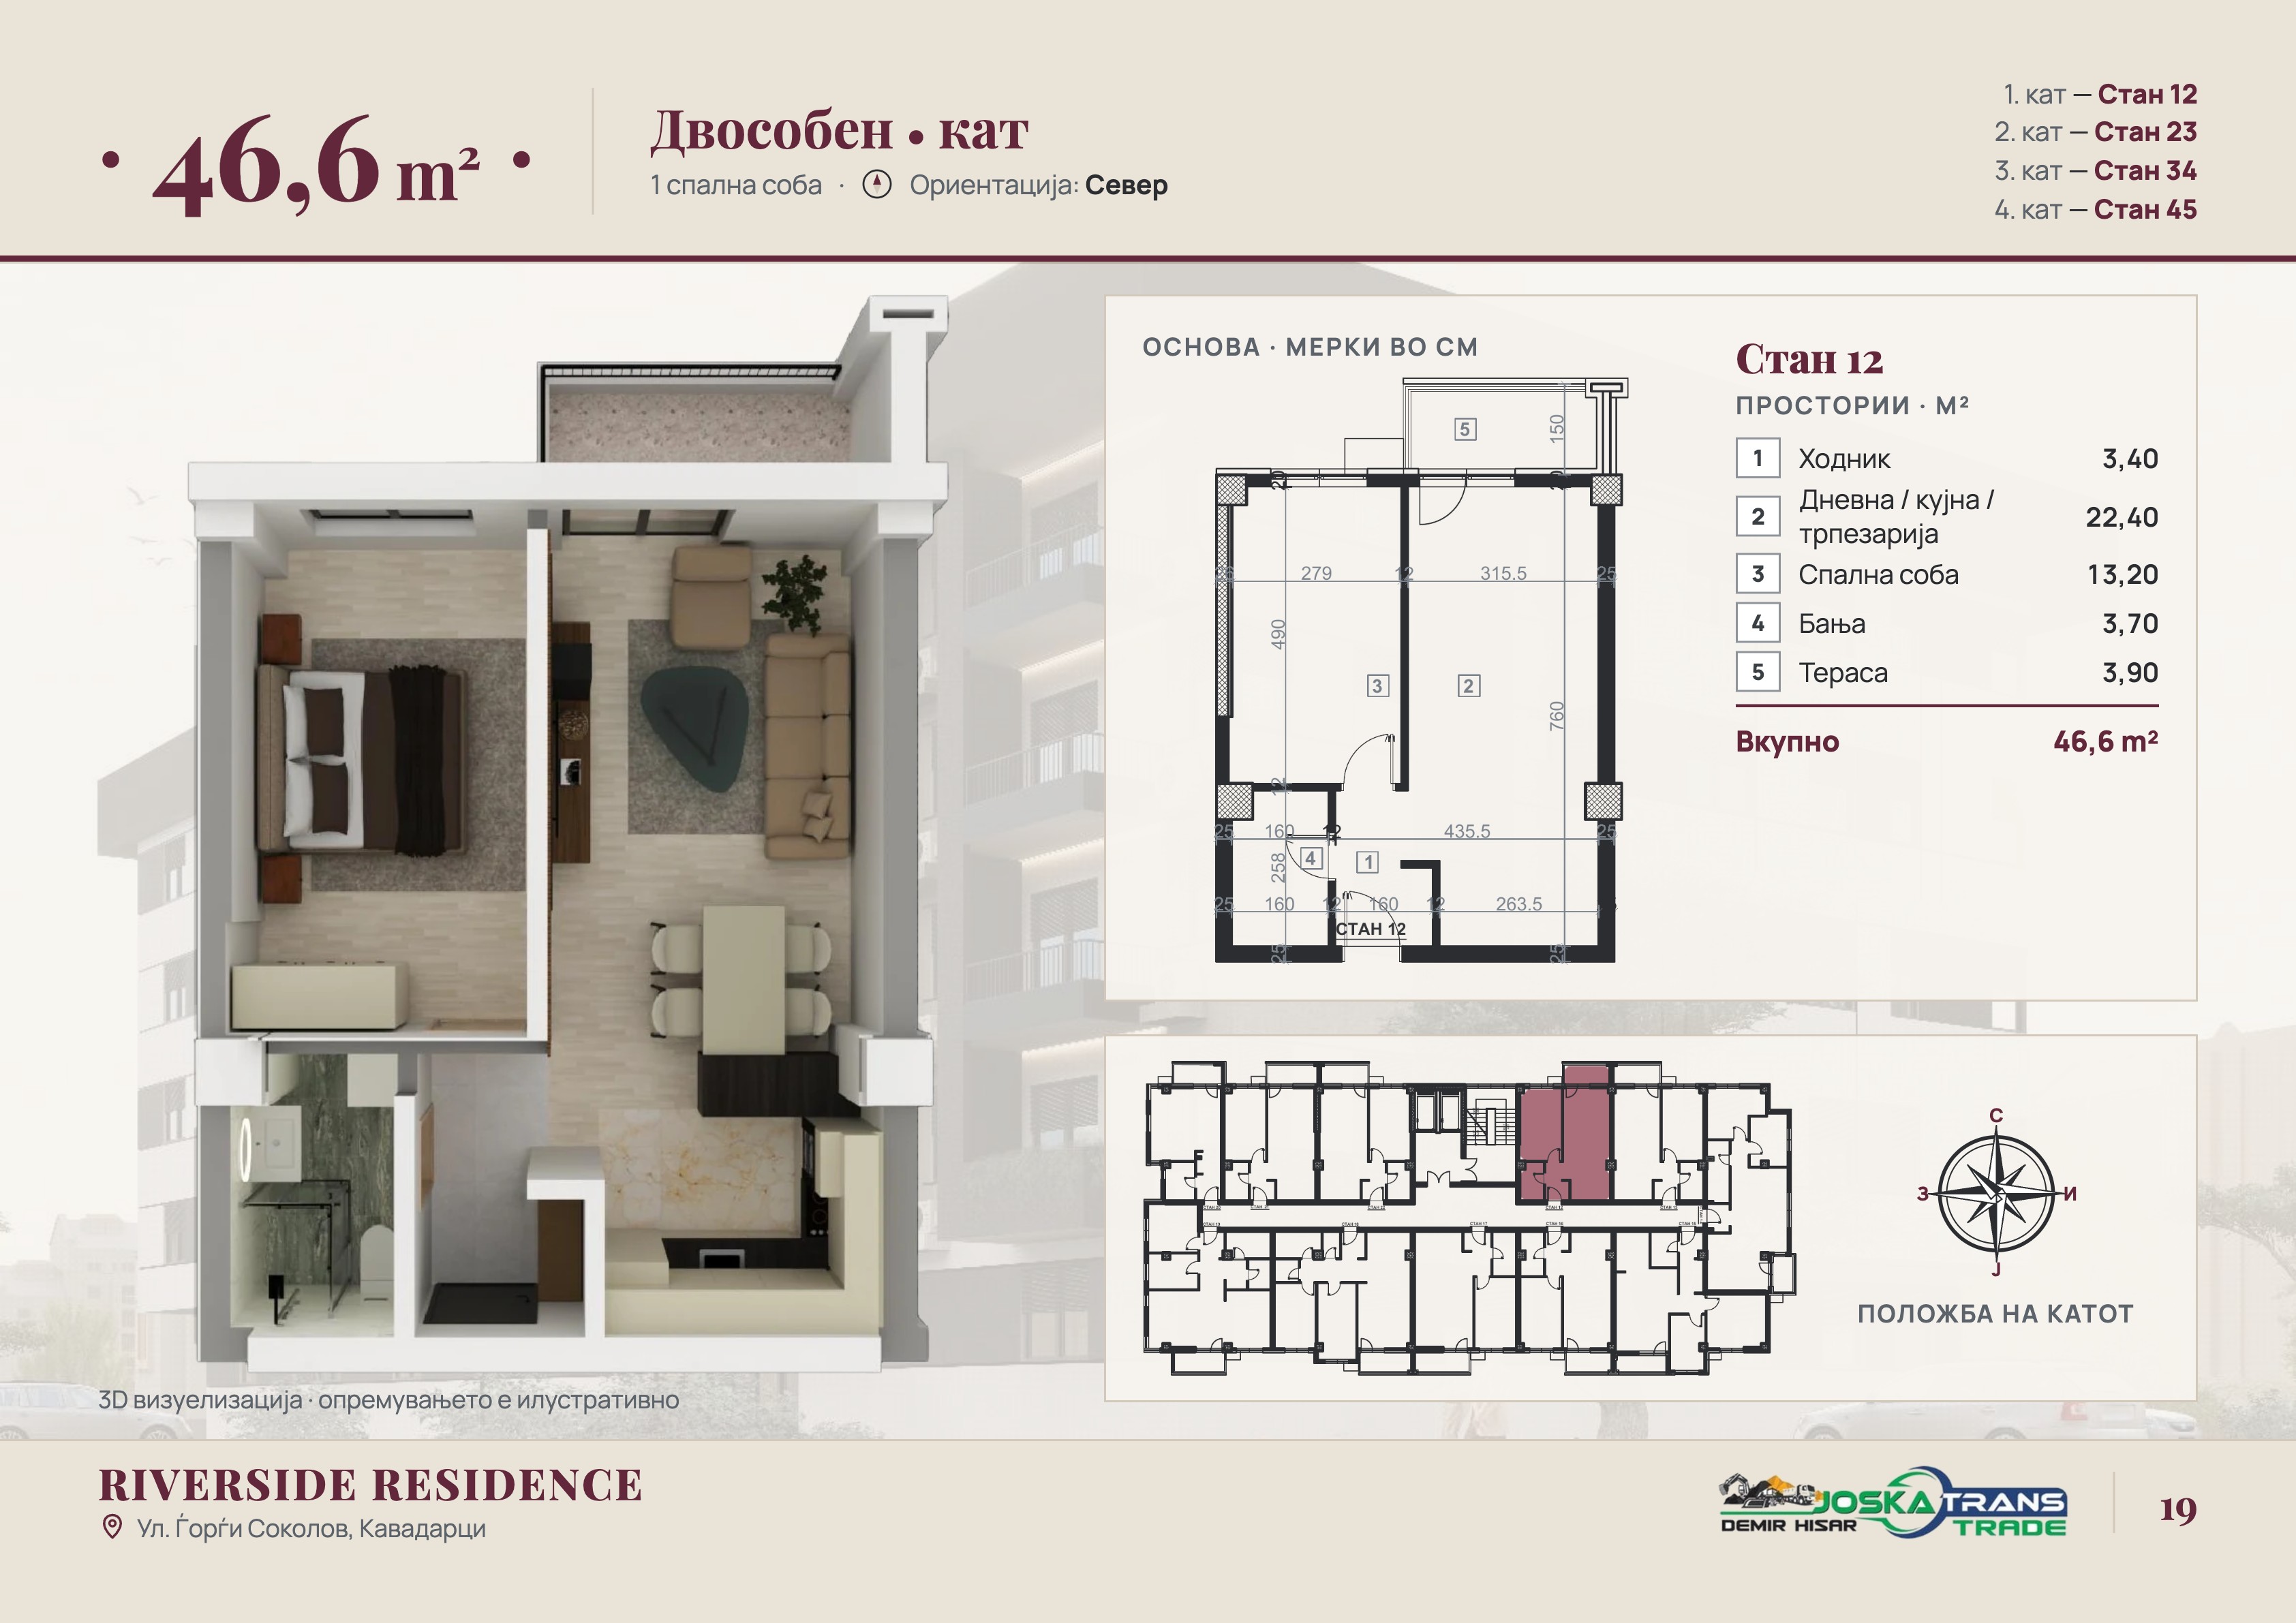 46,6 m²
Двособен • кат
1 спална соба · Ориентација: Север
1. кат — Стан 12
2. кат — Стан 23
3. кат — Стан 34
4. кат — Стан 45
ОСНОВА · МЕРКИ ВО СМ
5
150
20
279
12
315.5
25
490
3
2
760
12
25
160
12
435.5
25
258
4
1
25
160
12
160
12
263.5
СТАН 12
25
25
Стан 12
ПРОСТОРИИ · М²
1 Ходник 3,40
2 Дневна / кујна / трпезарија 22,40
3 Спална соба 13,20
4 Бања 3,70
5 Тераса 3,90
Вкупно 46,6 m²
С
З
И
Ј
ПОЛОЖБА НА КАТОТ
3D визуелизација · опремувањето е илустративно
RIVERSIDE RESIDENCE
Ул. Ѓорѓи Соколов, Кавадарци
JOSKA TRANS
DEMIR HISAR TRADE
19